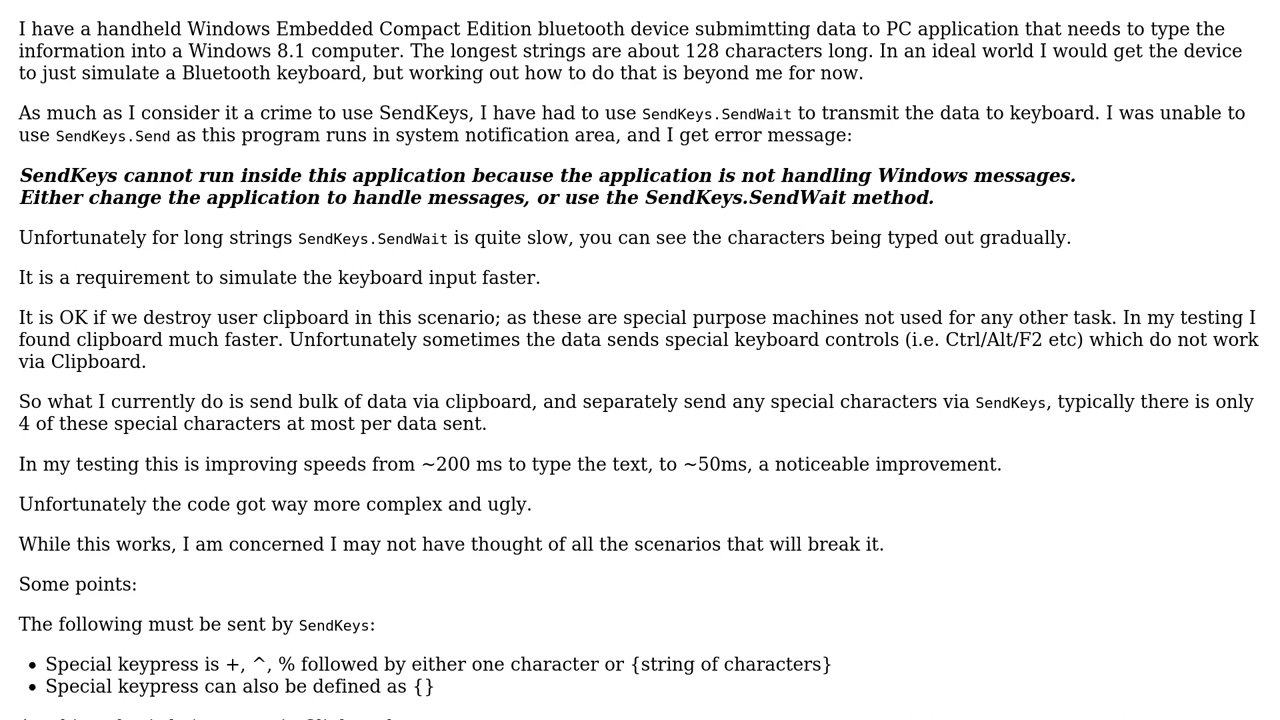 I have a handheld Windows Embedded Compact Edition bluetooth device submimtting data to PC application that needs to type the
information into a Windows 8.1 computer. The longest strings are about 128 characters long. In an ideal world I would get the device
to just simulate a Bluetooth keyboard, but working out how to do that is beyond me for now.
As much as I consider it a crime to use SendKeys, I have had to use SendKeys.SendWait to transmit the data to keyboard. I was unable to
use SendKeys.Send as this program runs in system notification area, and I get error message:
SendKeys cannot run inside this application because the application is not handling Windows messages.
Either change the application to handle messages, or use the SendKeys.SendWait method.
Unfortunately for long strings SendKeys.SendWait is quite slow, you can see the characters being typed out gradually.
It is a requirement to simulate the keyboard input faster.
It is OK if we destroy user clipboard in this scenario; as these are special purpose machines not used for any other task. In my testing I
found clipboard much faster. Unfortunately sometimes the data sends special keyboard controls (i.e. Ctrl/Alt/F2 etc) which do not work
via Clipboard.
So what I currently do is send bulk of data via clipboard, and separately send any special characters via SendKeys, typically there is only
4 of these special characters at most per data sent.
In my testing this is improving speeds from ~200 ms to type the text, to ~50ms, a noticeable improvement.
Unfortunately the code got way more complex and ugly.
While this works, I am concerned I may not have thought of all the scenarios that will break it.
Some points:
The following must be sent by SendKeys:
• Special keypress is +, ^, % followed by either one character or {string of characters}
• Special keypress can also be defined as {}